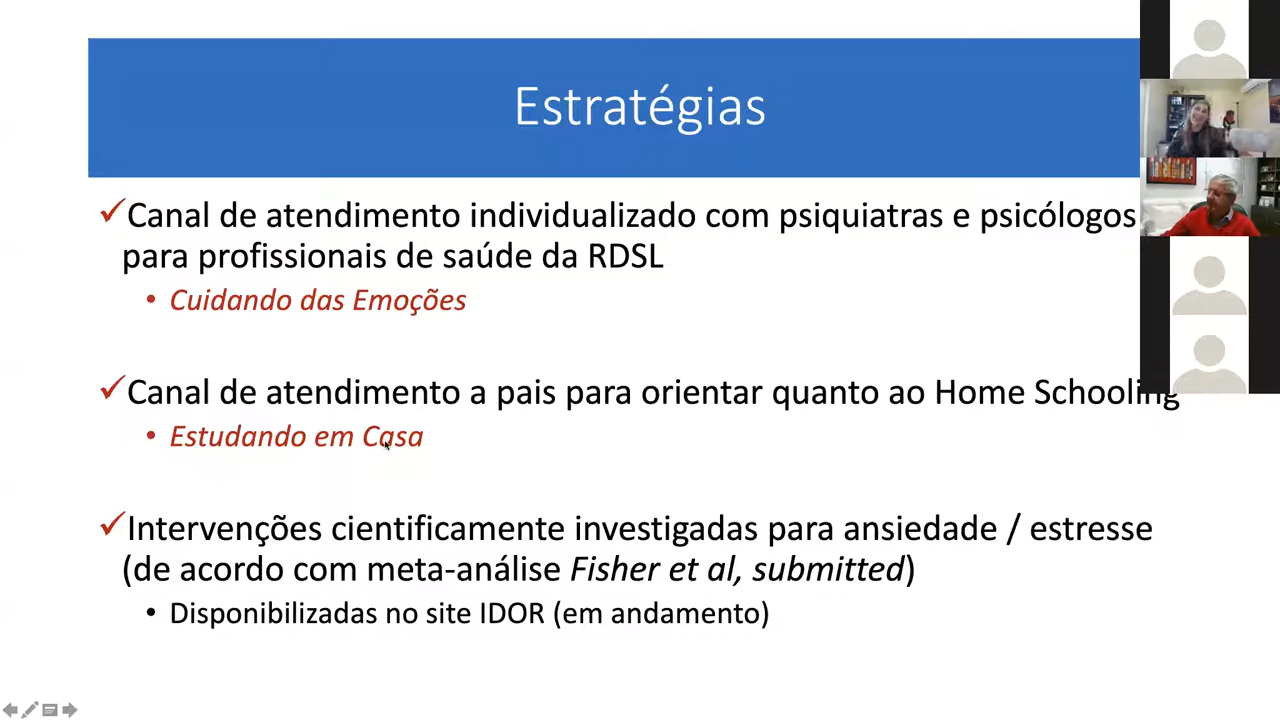 Estratégias
✓Canal de atendimento individualizado com psiquiatras e psicólogos
para profissionais de saúde da RDSL
• Cuidando das Emoções
✓Canal de atendimento a pais para orientar quanto ao Home Schooling
• Estudando em Casa
✓Intervenções cientificamente investigadas para ansiedade / estresse
(de acordo com meta-análise Fisher et al, submitted)
• Disponibilizadas no site IDOR (em andamento)